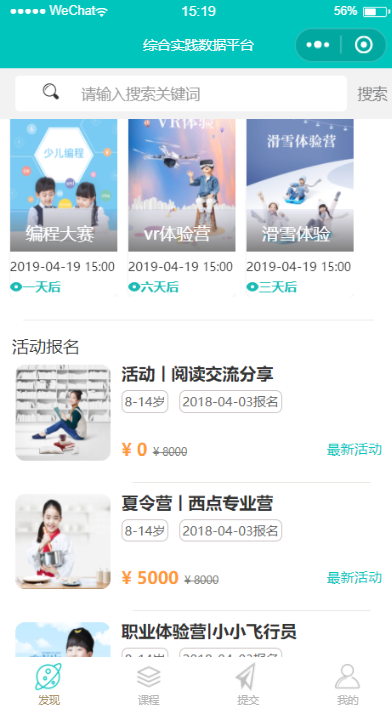 WeChat
15:19
56%
综合实践数据平台
请输入搜索关键词
搜索
少儿编程
VR体验
滑雪体验营
编程大赛
vr体验营
滑雪体验
2019-04-19 15:00
2019-04-19 15:00
2019-04-19 15:00
一天后
六天后
三天后
活动报名
活动丨阅读交流分享
8-14岁
2018-04-03报名
¥ 0 ¥ 8000
最新活动
夏令营丨西点专业营
8-14岁
2018-04-03报名
¥ 5000 ¥ 8000
最新活动
职业体验营|小小飞行员
8-14岁
2018-04-03报名
发现
课程
提交
我的